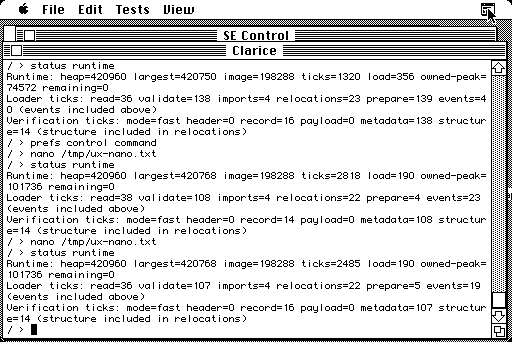 File Edit Tests View
SE Control
Clarice
/ > status runtime
Runtime: heap=420960 largest=420750 image=198288 ticks=1320 load=356 owned-peak=
74572 remaining=0
Loader ticks: read=36 validate=138 imports=4 relocations=23 prepare=139 events=4
0 (events included above)
Verification ticks: mode=fast header=0 record=16 payload=0 metadata=138 structur
e=14 (structure included in relocations)
/ > prefs control command
/ > nano /tmp/ux-nano.txt
/ > status runtime
Runtime: heap=420960 largest=420768 image=198288 ticks=2818 load=190 owned-peak=
101736 remaining=0
Loader ticks: read=38 validate=108 imports=4 relocations=22 prepare=4 events=23
(events included above)
Verification ticks: mode=fast header=0 record=14 payload=0 metadata=108 structur
e=14 (structure included in relocations)
/ > nano /tmp/ux-nano.txt
/ > status runtime
Runtime: heap=420960 largest=420768 image=198288 ticks=2485 load=190 owned-peak=
101736 remaining=0
Loader ticks: read=36 validate=107 imports=4 relocations=22 prepare=5 events=19
(events included above)
Verification ticks: mode=fast header=0 record=16 payload=0 metadata=107 structur
e=14 (structure included in relocations)
/ >